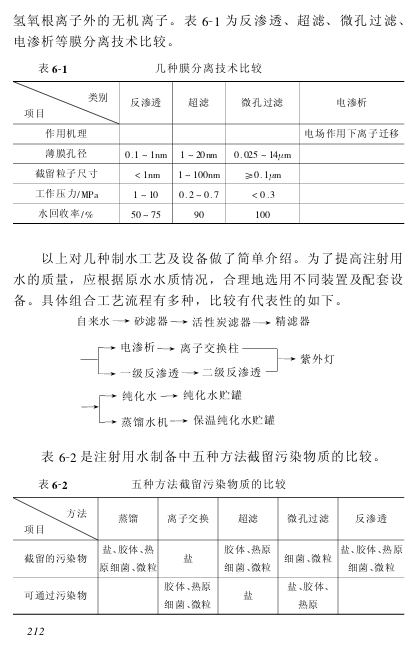 氢氧根离子外的无机离子。表 6-1 为反渗透、超滤、微孔过滤、
电渗析等膜分离技术比较。
表 6-1 几种膜分离技术比较
类别 项目 反渗透 超滤 微孔过滤 电渗析
作用机理 电场作用下离子迁移
薄膜孔径 0.1~1nm 1~20nm 0.025~14μm
截留粒子尺寸 <1nm 1~100nm ≥0.1μm
工作压力/MPa 1~10 0.2~0.7 <0.3
水回收率/% 50~75 90 100
以上对几种制水工艺及设备做了简单介绍。为了提高注射用
水的质量，应根据原水水质情况，合理地选用不同装置及配套设
备。具体组合工艺流程有多种，比较有代表性的如下。
自来水→砂滤器→活性炭滤器→精滤器
电渗析→离子交换柱
→紫外灯
一级反渗透→二级反渗透
纯化水→纯化水贮罐
蒸馏水机→保温纯化水贮罐
表 6-2 是注射用水制备中五种方法截留污染物质的比较。
表 6-2 五种方法截留污染物质的比较
方法 项目 蒸馏 离子交换 超滤 微孔过滤 反渗透
截留的污染物 盐、胶体、热原细菌、微粒 盐 胶体、热原细菌、微粒 细菌、微粒 盐、胶体、热原细菌、微粒
可通过污染物 胶体、热原细菌、微粒 盐 盐、胶体、热原
212